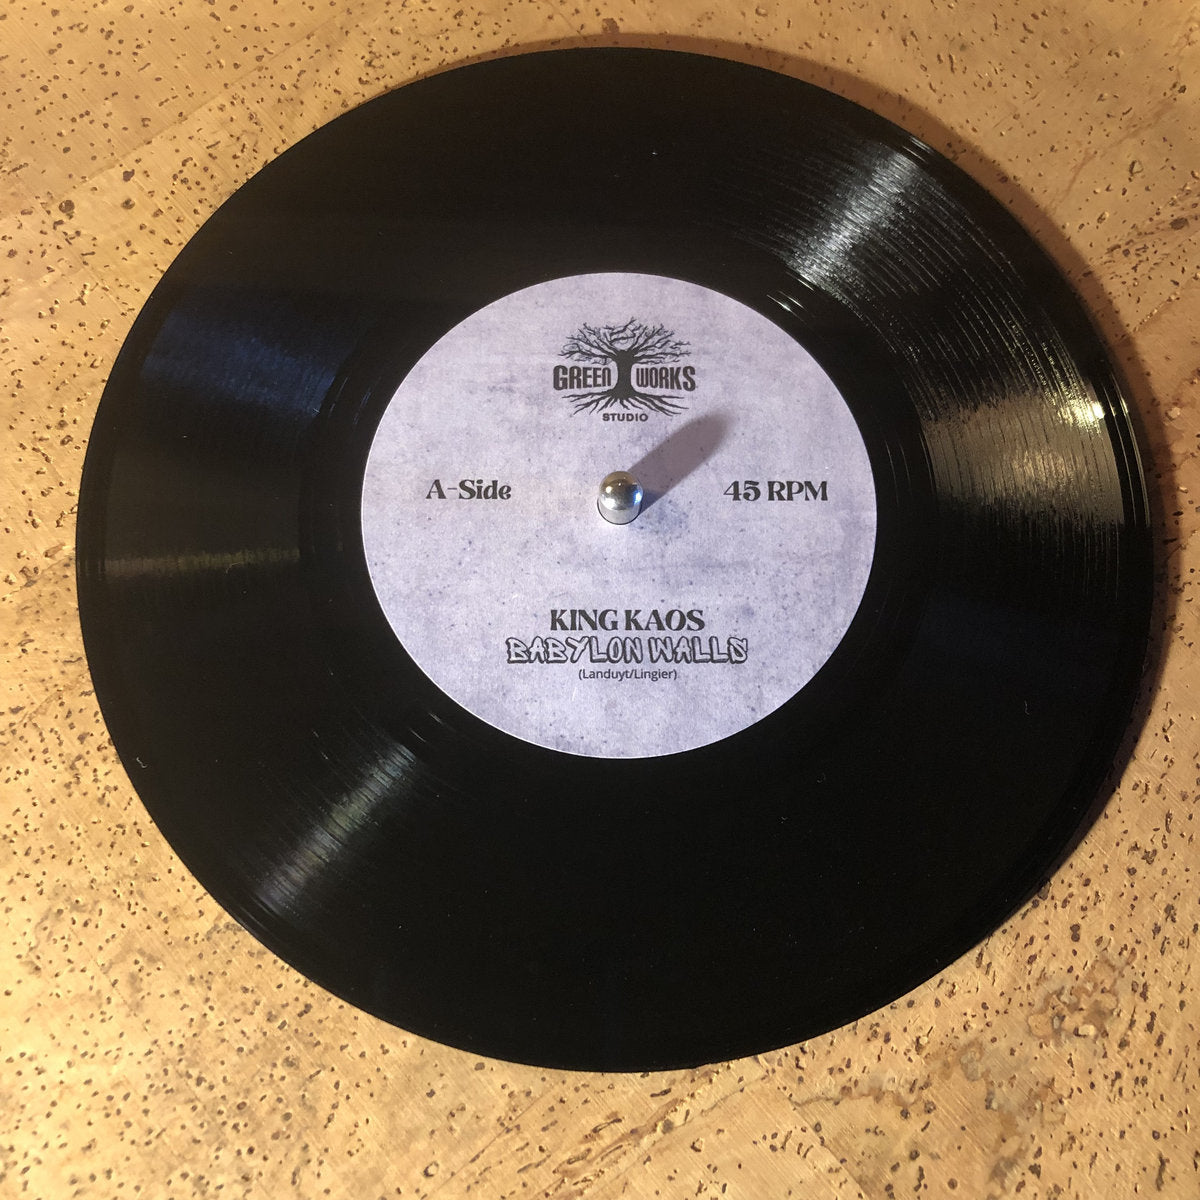 GREEN WORKS
STUDIO
A-Side 45 RPM
KING KAOS
BABYLON WALLS
(Landuyt/Lingier)